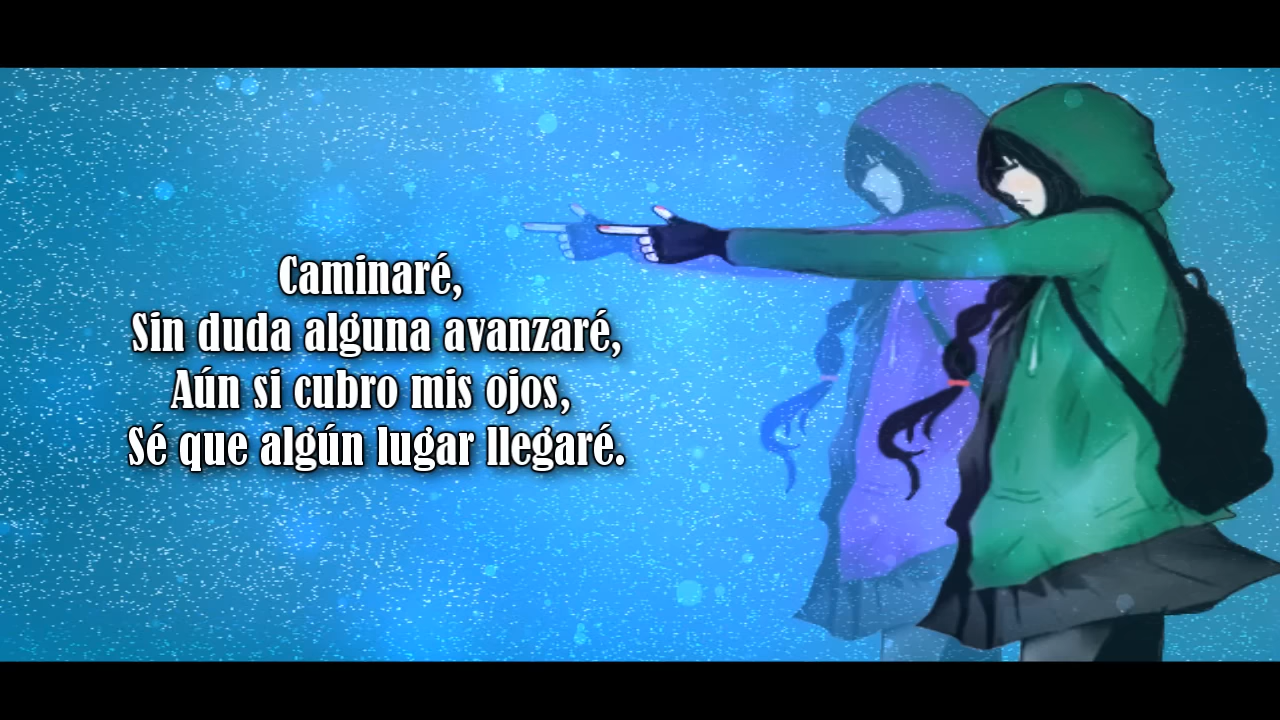 Caminaré,
Sin duda alguna avanzaré,
Aún si cubro mis ojos,
Sé que algún lugar llegaré.